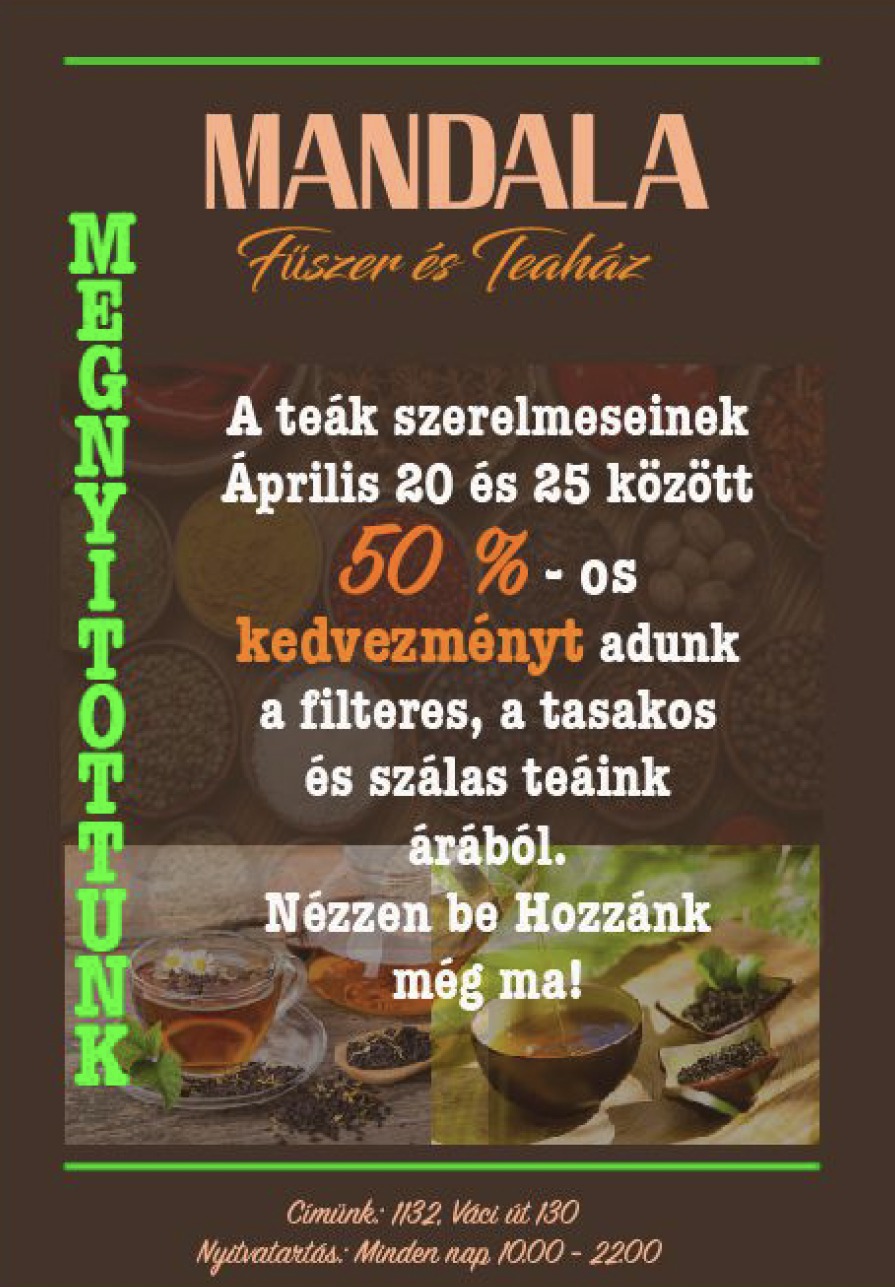 MANDALA
Fűszer és Teaház
MEGNYITOTTUNK
A teák szerelmeseinek
Április 20 és 25 között
50 % - os
kedvezményt adunk
a filteres, a tasakos
és szálas teáink
árából.
Nézzen be Hozzánk
még ma!
Címünk: 1132, Váci út 130
Nyitvatartás: Minden nap 10.00 - 22.00